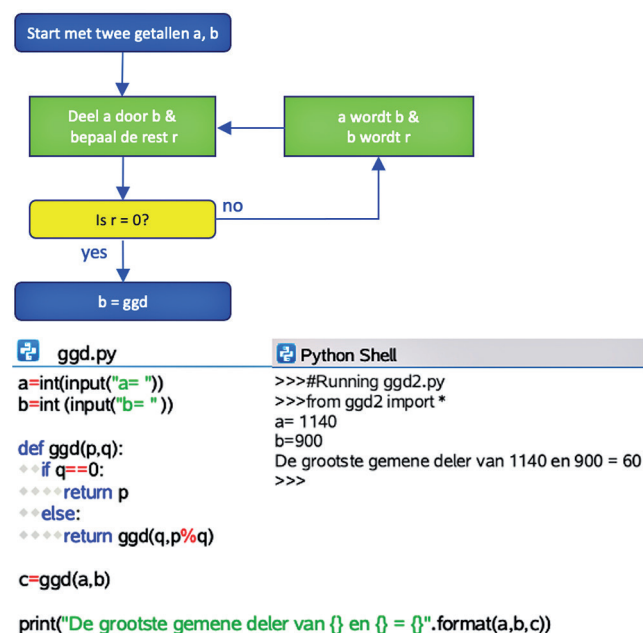 Start met twee getallen a, b
Deel a door b &
bepaal de rest r
a wordt b &
b wordt r
Is r = 0?
no
yes
b = ggd
ggd.py
a=int(input("a= "))
b=int (input("b= " ))
def ggd(p,q):
if q==0:
return p
else:
return ggd(q,p%q)
c=ggd(a,b)
print("De grootste gemene deler van {} en {} = {}".format(a,b,c))
Python Shell
>>>#Running ggd2.py
>>>from ggd2 import *
a= 1140
b=900
De grootste gemene deler van 1140 en 900 = 60
>>>